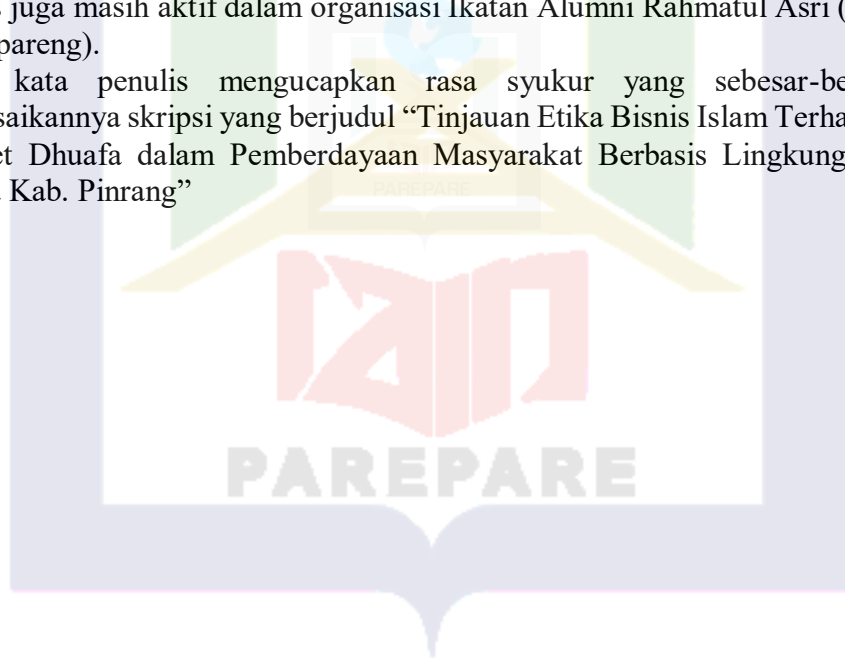 juga masih aktif dalam organisasi Ikatan Alumni Rahmatul Asri (
pareng).
kata penulis mengucapkan rasa syukur yang sebesar-be
saikannya skripsi yang berjudul “Tinjauan Etika Bisnis Islam Terha
et Dhuafa dalam Pemberdayaan Masyarakat Berbasis Lingkung
Kab. Pinrang”
PAREPARE
iain
PAREPARE